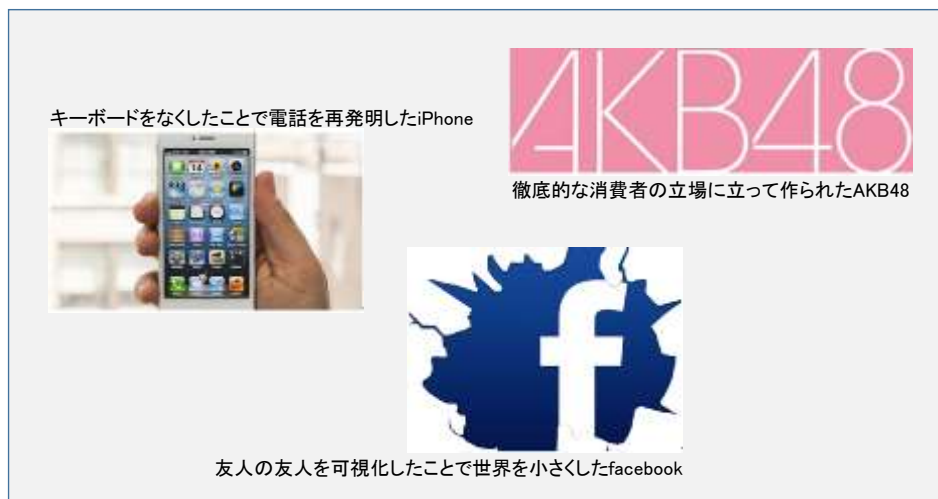 キーボードをなくしたことで電話を再発明したiPhone
AKB48
徹底的な消費者の立場に立って作られたAKB48
f
友人の友人を可視化したことで世界を小さくしたfacebook